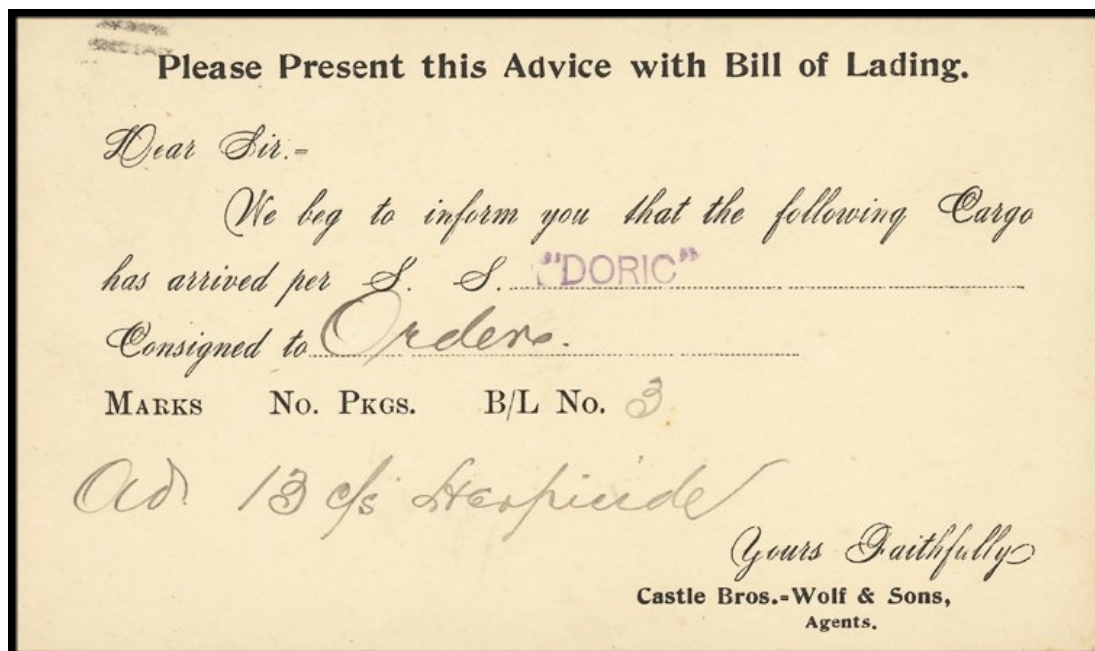 Please Present this Advice with Bill of Lading.
Dear Sir.=
We beg to inform you that the following Cargo
has arrived per S. S. "DORIC"
Consigned to Orders.
MARKS No. PKGS. B/L No. 3
Ad. 13 c/s Herpicide
Yours Faithfully
Castle Bros.=Wolf & Sons,
Agents.